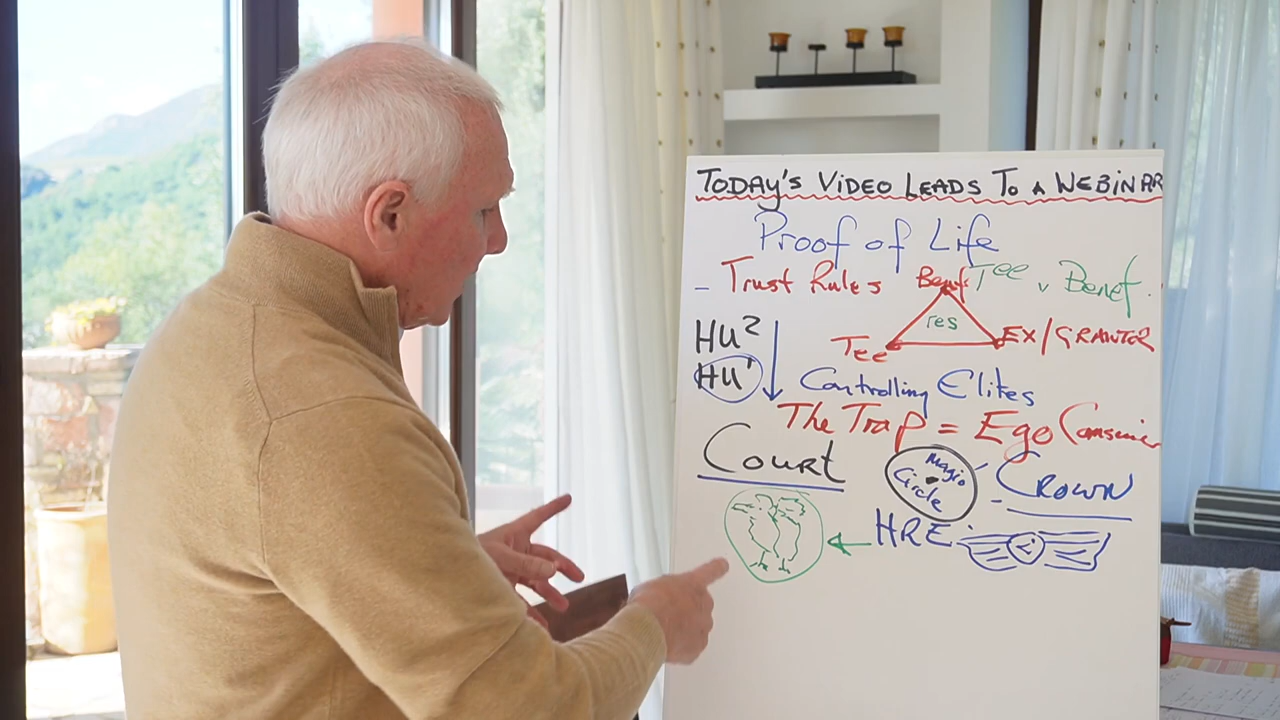 TODAY'S VIDEO LEADS TO A WEBINAR
Proof of Life
- Trust Rules Benef. Tee v Benef.
res
Tee EX/GRANTOR
HU²
HU¹
Controlling Elites
The Trap = Ego
Court
Magic Circle
CROWN
HRE